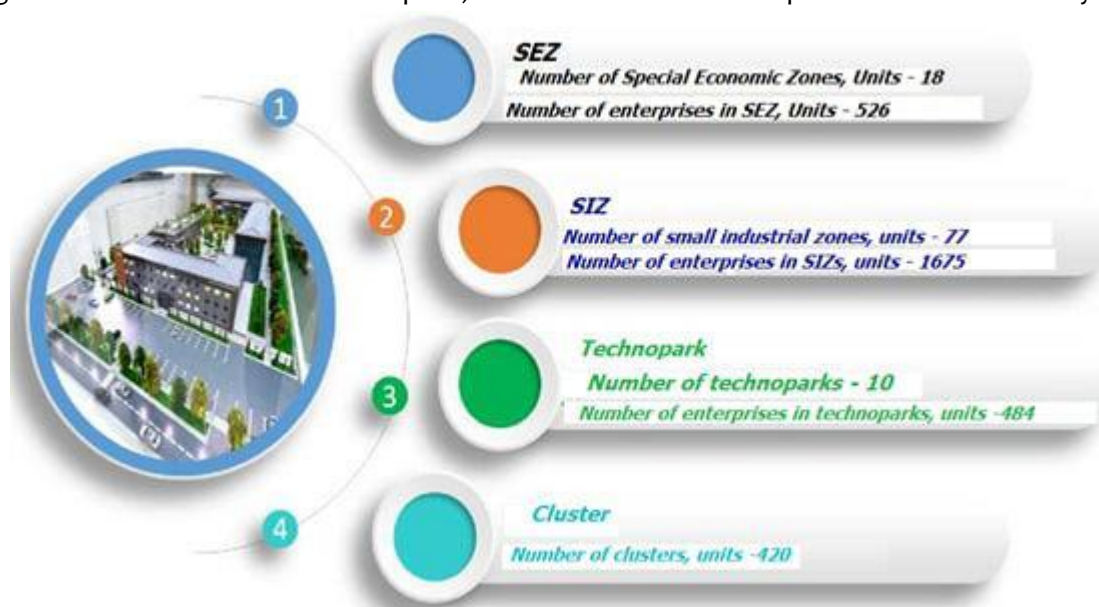 SEZ
Number of Special Economic Zones, Units - 18
Number of enterprises in SEZ, Units - 526
1
2
SIZ
Number of small industrial zones, units - 77
Number of enterprises in SIZs, units - 1675
3
Technopark
Number of technoparks - 10
Number of enterprises in technoparks, units -484
4
Cluster
Number of clusters, units -420